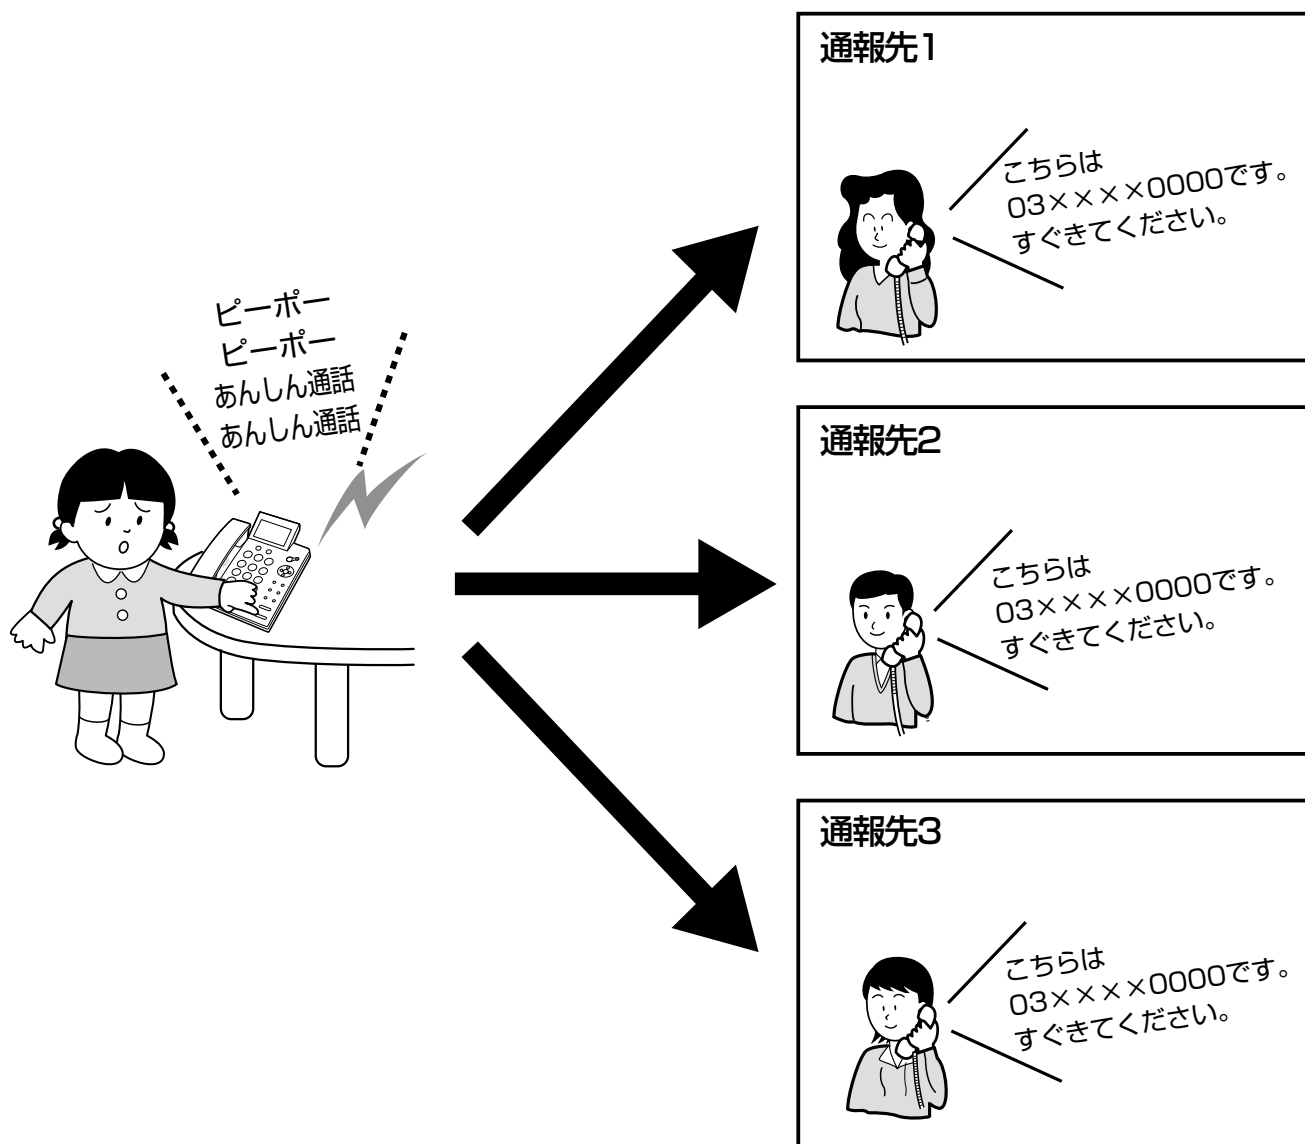 ピーポー
ピーポー
あんしん通話
あんしん通話
通報先1
こちらは
03××××0000です。
すぐきてください。
通報先2
こちらは
03××××0000です。
すぐきてください。
通報先3
こちらは
03××××0000です。
すぐきてください。